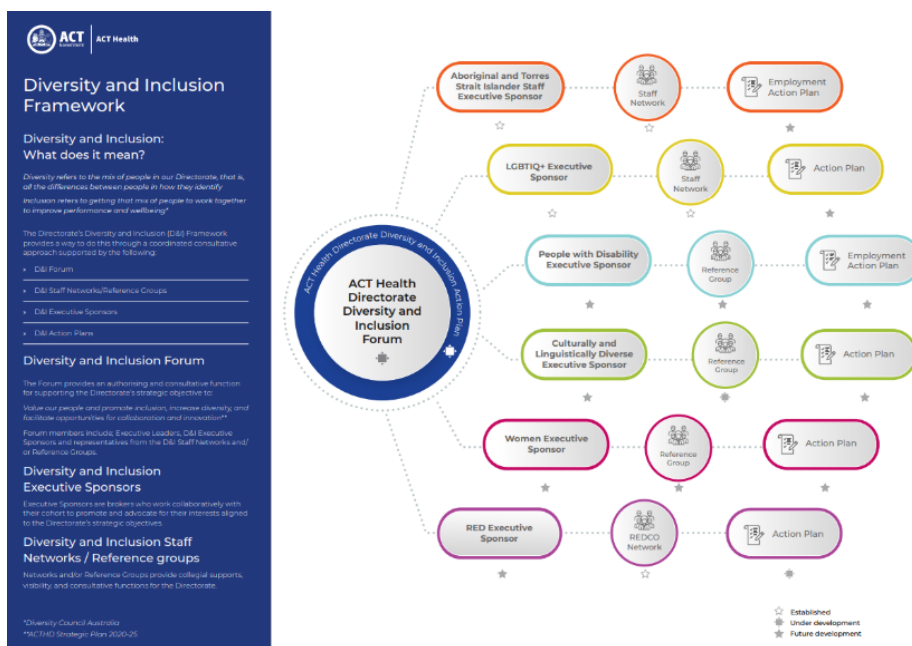 ACT
Government
ACT Health
Diversity and Inclusion
Framework
Diversity and Inclusion:
What does it mean?
Diversity refers to the mix of people in our Directorate, that is,
all the differences between people in how they identify
Inclusion refers to getting that mix of people to work together
to improve performance and wellbeing*
The Directorate's Diversity and Inclusion (D&I) Framework
provides a way to do this through a coordinated consultative
approach supported by the following:
» D&I Forum
» D&I Staff Networks/Reference Groups
» D&I Executive Sponsors
» D&I Action Plans
Diversity and Inclusion Forum
The Forum provides an authorising and consultative function
for supporting the Directorate's strategic objective to:
Value our people and promote inclusion, increase diversity, and
facilitate opportunities for collaboration and innovation**
Forum members include; Executive Leaders, D&I Executive
Sponsors and representatives from the D&I Staff Networks and/
or Reference Groups.
Diversity and Inclusion
Executive Sponsors
Executive Sponsors are brokers who work collaboratively with
their cohort to promote and advocate for their interests aligned
to the Directorate's strategic objectives.
Diversity and Inclusion Staff
Networks / Reference groups
Networks and/or Reference Groups provide collegial supports,
visibility, and consultative functions for the Directorate.
*Diversity Council Australia
**ACTHD Strategic Plan 2020-25
ACT Health Directorate Diversity and Inclusion Action Plan
ACT Health
Directorate
Diversity and
Inclusion
Forum
Aboriginal and Torres
Strait Islander Staff
Executive Sponsor
Staff
Network
Employment
Action Plan
LGBTIQ+ Executive
Sponsor
Staff
Network
Action Plan
People with Disability
Executive Sponsor
Reference
Group
Employment
Action Plan
Culturally and
Linguistically Diverse
Executive Sponsor
Reference
Group
Action Plan
Women Executive
Sponsor
Reference
Group
Action Plan
RED Executive
Sponsor
REDCO
Network
Action Plan
Established
Under development
Future development